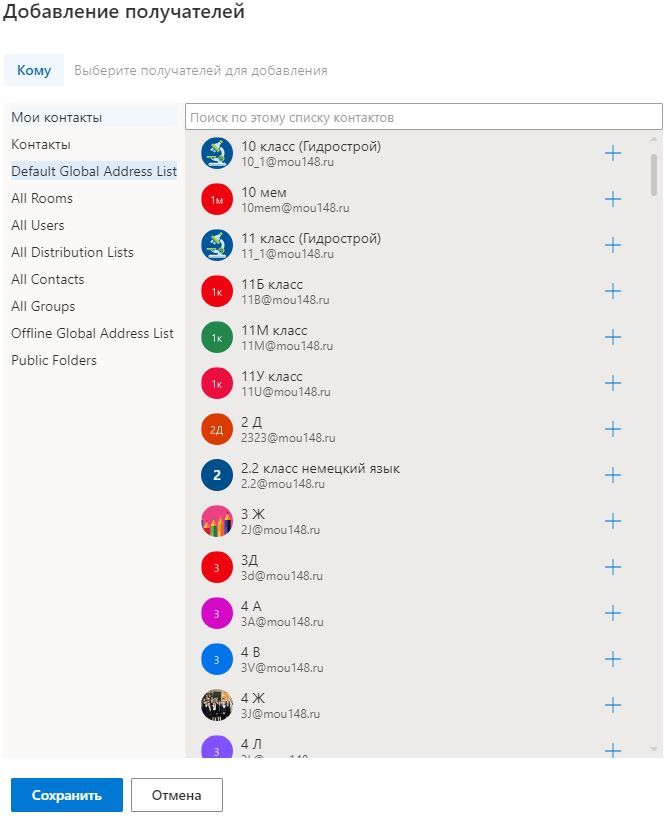 Добавление получателей
Кому
Выберите получателей для добавления
Мои контакты
Контакты
Default Global Address List
All Rooms
All Users
All Distribution Lists
All Contacts
All Groups
Offline Global Address List
Public Folders
Поиск по этому списку контактов
10 класс (Гидрострой)
10_1@mou148.ru
1м
10 мем
10mem@mou148.ru
11 класс (Гидрострой)
11_1@mou148.ru
1к
11Б класс
11B@mou148.ru
1к
11М класс
11M@mou148.ru
1к
11У класс
11U@mou148.ru
2Д
2 Д
2323@mou148.ru
2
2.2 класс немецкий язык
2.2@mou148.ru
3 Ж
2J@mou148.ru
3
3Д
3d@mou148.ru
3
4 А
3A@mou148.ru
3
4 В
3V@mou148.ru
4 Ж
3J@mou148.ru
3
4 Л
Сохранить
Отмена